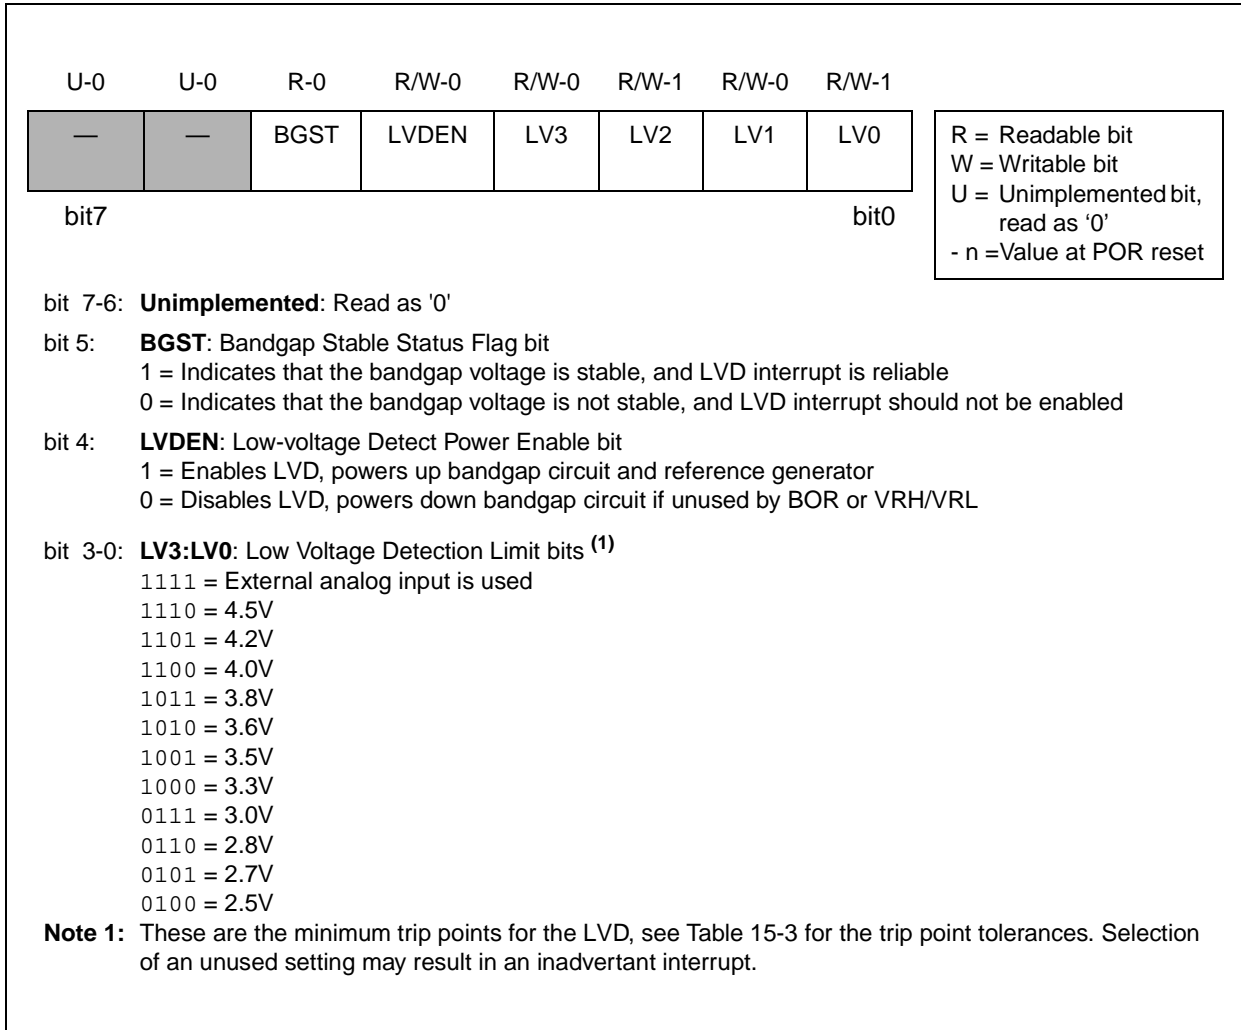 U-0 U-0 R-0 R/W-0 R/W-0 R/W-1 R/W-0 R/W-1
— — BGST LVDEN LV3 LV2 LV1 LV0
bit7 bit0
R = Readable bit
W = Writable bit
U = Unimplemented bit,
read as ‘0’
- n =Value at POR reset
bit 7-6: Unimplemented: Read as '0'
bit 5: BGST: Bandgap Stable Status Flag bit
1 = Indicates that the bandgap voltage is stable, and LVD interrupt is reliable
0 = Indicates that the bandgap voltage is not stable, and LVD interrupt should not be enabled
bit 4: LVDEN: Low-voltage Detect Power Enable bit
1 = Enables LVD, powers up bandgap circuit and reference generator
0 = Disables LVD, powers down bandgap circuit if unused by BOR or VRH/VRL
bit 3-0: LV3:LV0: Low Voltage Detection Limit bits (1)
1111 = External analog input is used
1110 = 4.5V
1101 = 4.2V
1100 = 4.0V
1011 = 3.8V
1010 = 3.6V
1001 = 3.5V
1000 = 3.3V
0111 = 3.0V
0110 = 2.8V
0101 = 2.7V
0100 = 2.5V
Note 1: These are the minimum trip points for the LVD, see Table 15-3 for the trip point tolerances. Selection
of an unused setting may result in an inadvertant interrupt.